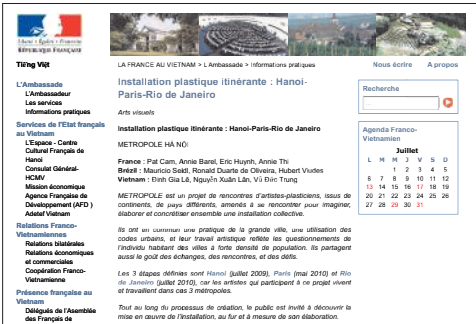 Liberté • Égalité • Fraternité
RÉPUBLIQUE FRANÇAISE
Tiếng Việt
LA FRANCE AU VIETNAM > L'Ambassade > Informations pratiques
Nous écrire
A propos
L'Ambassade
L'Ambassadeur
Les services
Informations pratiques
Services de l'Etat français
au Vietnam
L'Espace - Centre
Culturel Français de
Hanoi
Consulat Général-
HCMV
Mission économique
Agence Française de
Développement (AFD )
Adetef Vietnam
Relations Franco-
Vietnamiennes
Relations bilatérales
Relations économiques
et commerciales
Coopération Franco-
Vietnamienne
Présence française au
Vietnam
Délégués de l'Assemblée
des Français de
Installation plastique itinérante : Hanoi-
Paris-Rio de Janeiro
Arts visuels
Installation plastique itinérante : Hanoi-Paris-Rio de Janeiro
METROPOLE HÀ NỘI
France : Pat Cam, Annie Barel, Eric Huynh, Annie Thi
Brézil : Mauricio Seidl, Ronald Duarte de Oliveira, Hubert Viudes
Vietnam : Đinh Gia Lê, Nguyễn Xuân Lân, Vũ Đức Trung
METROPOLE est un projet de rencontres d'artistes-plasticiens, issus de
continents, de pays différents, amenés à se rencontrer pour imaginer,
élaborer et concrétiser ensemble une installation collective.
Ils ont en commun une pratique de la grande ville, une utilisation des
codes urbains, et leur travail artistique reflète les questionnements de
l'individu habitant des villes à forte densité de population. Ils partagent
aussi le goût des échanges, des rencontres, et des défis.
Les 3 étapes définies sont Hanoi (juillet 2009), Paris (mai 2010) et Rio
de Janeiro (juillet 2010), car les artistes qui participent à ce projet vivent
et travaillent dans ces 3 métropoles.
Tout au long du processus de création, le public est invité à découvrir la
mise en œuvre de l'installation, au fur et à mesure de son élaboration.
Recherche
Agenda Franco-
Vietnamien
Juillet
L M M J V S D
1 2 3 4 5
6 7 8 9 10 11 12
13 14 15 16 17 18 19
20 21 22 23 24 25 26
27 28 29 30 31